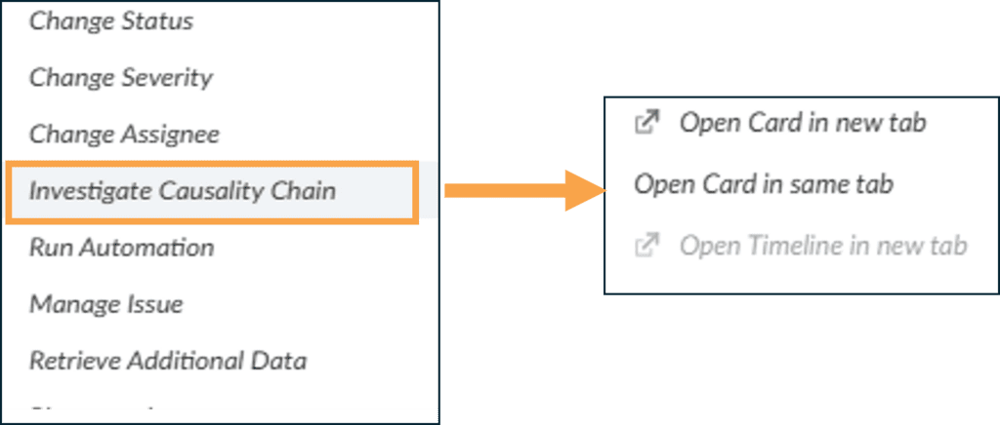 Change Status
Change Severity
Change Assignee
Investigate Causality Chain
Run Automation
Manage Issue
Retrieve Additional Data
Open Card in new tab
Open Card in same tab
Open Timeline in new tab